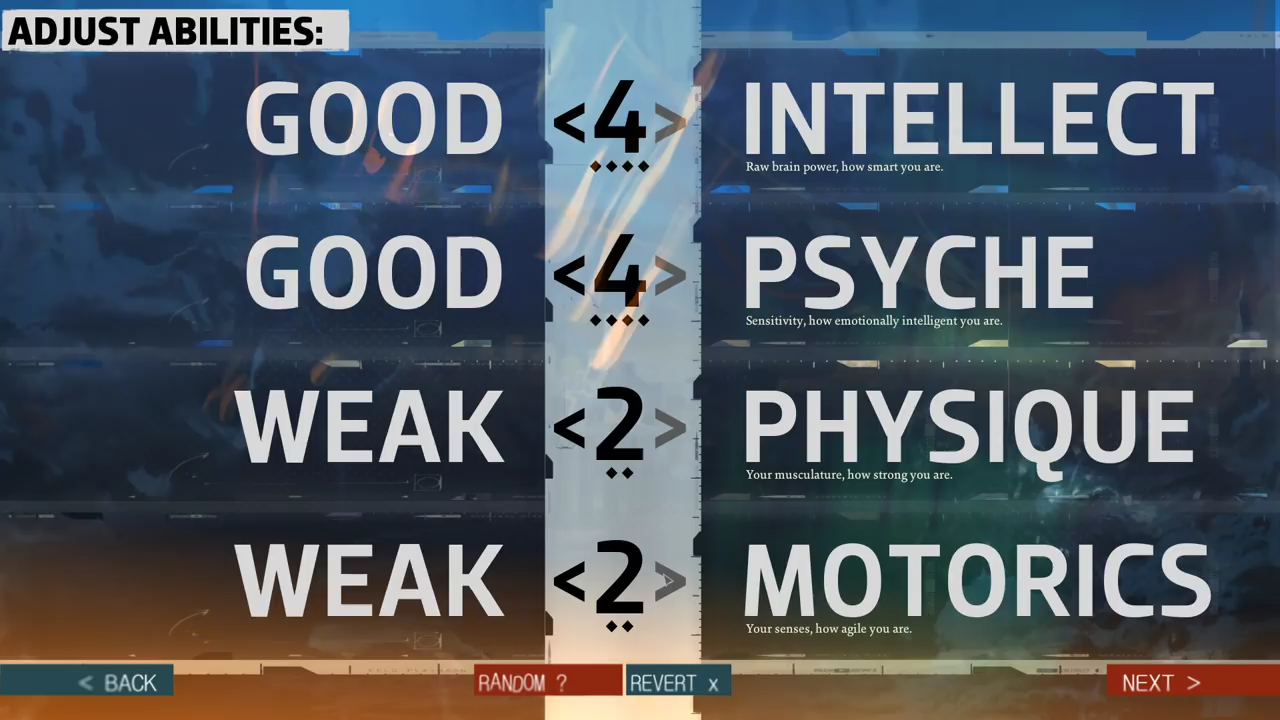 ADJUST ABILITIES:
GOOD <4> INTELLECT
Raw brain power, how smart you are.
GOOD <4> PSYCHE
Sensitivity, how emotionally intelligent you are.
WEAK <2> PHYSIQUE
Your musculature, how strong you are.
WEAK <2> MOTORICS
Your senses, how agile you are.
< BACK RANDOM ? REVERT x NEXT >